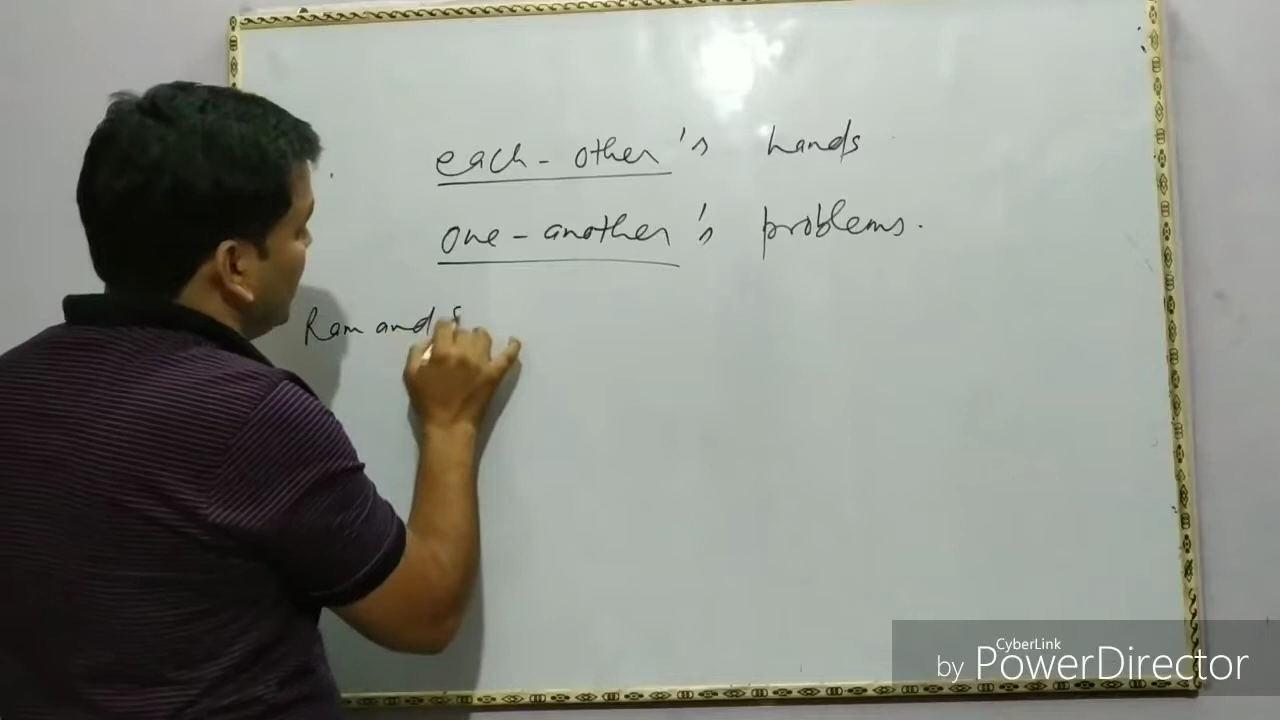 each-other's hands
one-another's problems.
Ram and
CyberLink
by PowerDirector